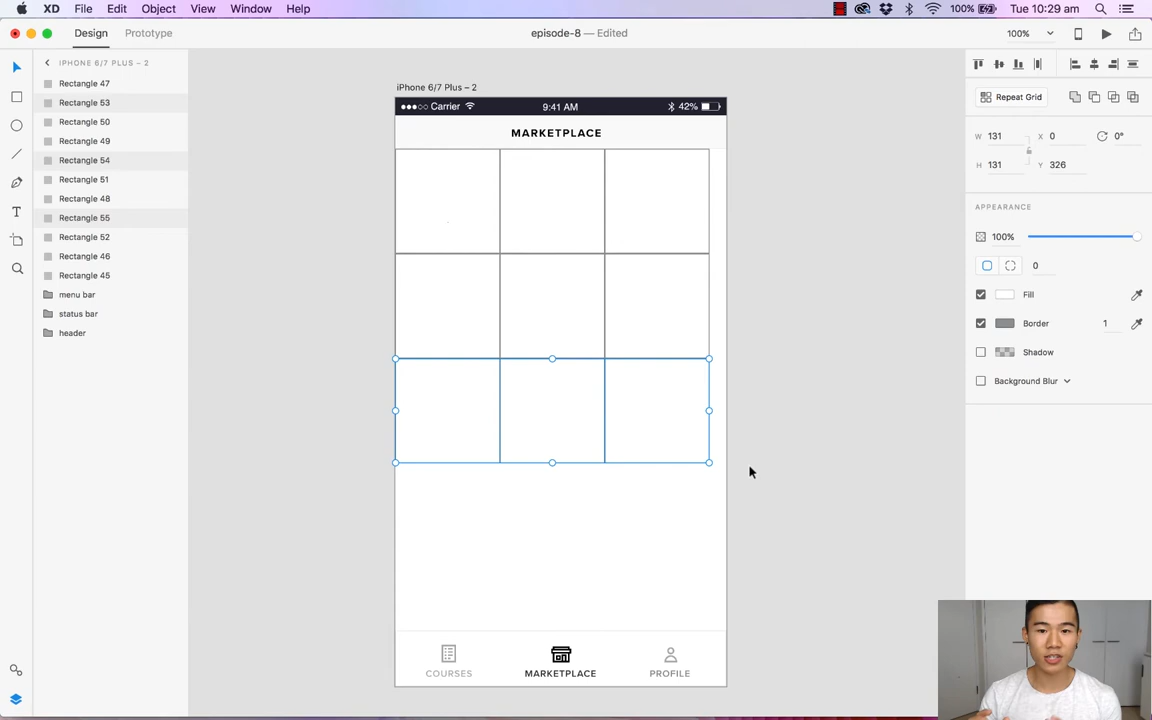 XD File Edit Object View Window Help 100% Tue 10:29 am
Design Prototype episode-8 — Edited 100%
IPHONE 6/7 PLUS – 2
Rectangle 47
Rectangle 53
Rectangle 50
Rectangle 49
Rectangle 54
Rectangle 51
Rectangle 48
Rectangle 55
Rectangle 52
Rectangle 46
Rectangle 45
menu bar
status bar
header
iPhone 6/7 Plus – 2
Carrier 9:41 AM 42%
MARKETPLACE
COURSES MARKETPLACE PROFILE
Repeat Grid
W 131 X 0 0°
H 131 Y 326
APPEARANCE
100%
0
Fill
Border 1
Shadow
Background Blur